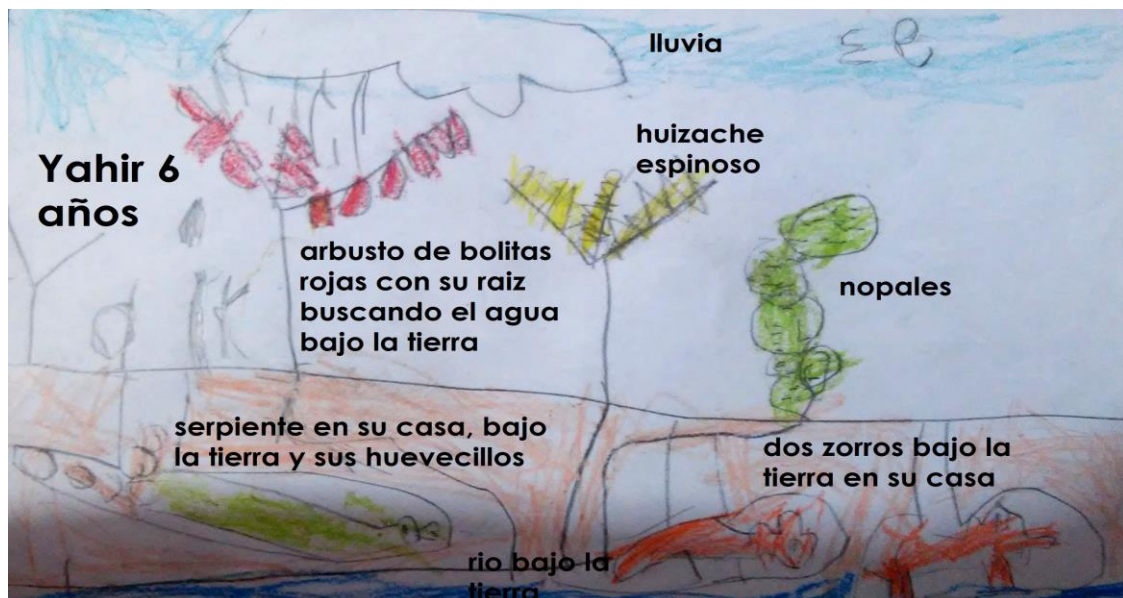 lluvia
huizache
espinoso
Yahir 6
años
arbusto de bolitas
rojas con su raiz
buscando el agua
bajo la tierra
nopales
serpiente en su casa, bajo
la tierra y sus huevecillos
dos zorros bajo la
tierra en su casa
rio bajo la
tierra